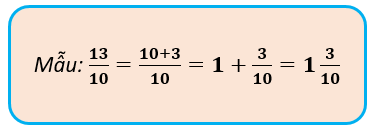 Mẫu: 13/10 = 10+3/10 = 1 + 3/10 = 1 3/10